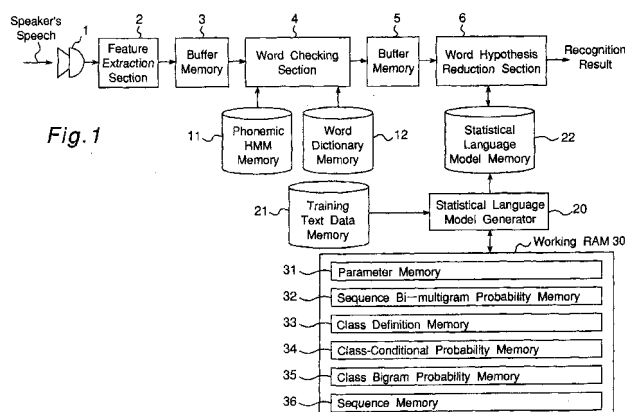 Speaker's
Speech
1
2
Feature
Extraction
Section
3
Buffer
Memory
4
Word Checking
Section
5
Buffer
Memory
6
Word Hypothesis
Reduction Section
Recognition
Result
Fig.1
11
Phonemic
HMM
Memory
Word
Dictionary
Memory
12
Statistical
Language
Model Memory
22
21
Training
Text Data
Memory
Statistical Language
Model Generator
20
Working RAM 30
31
Parameter Memory
32
Sequence Bi-multigram Probability Memory
33
Class Definition Memory
34
Class-Conditional Probability Memory
35
Class Bigram Probability Memory
36
Sequence Memory